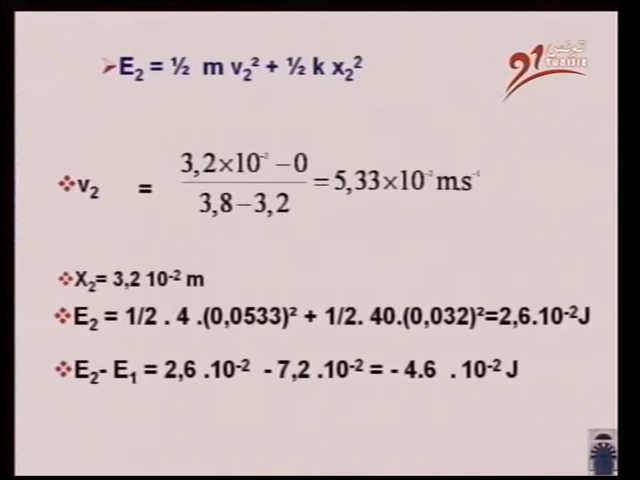 ➢E₂ = ½ m v₂² + ½ k x₂²
تونس
21
TUNISIE
❖v₂ = (3,2×10⁻² − 0)/(3,8 − 3,2) = 5,33×10⁻² ms⁻¹
❖X₂= 3,2 10⁻² m
❖E₂ = 1/2 . 4 .(0,0533)² + 1/2. 40.(0,032)²=2,6.10⁻²J
❖E₂- E₁ = 2,6 .10⁻² - 7,2 .10⁻² = - 4.6 . 10⁻² J